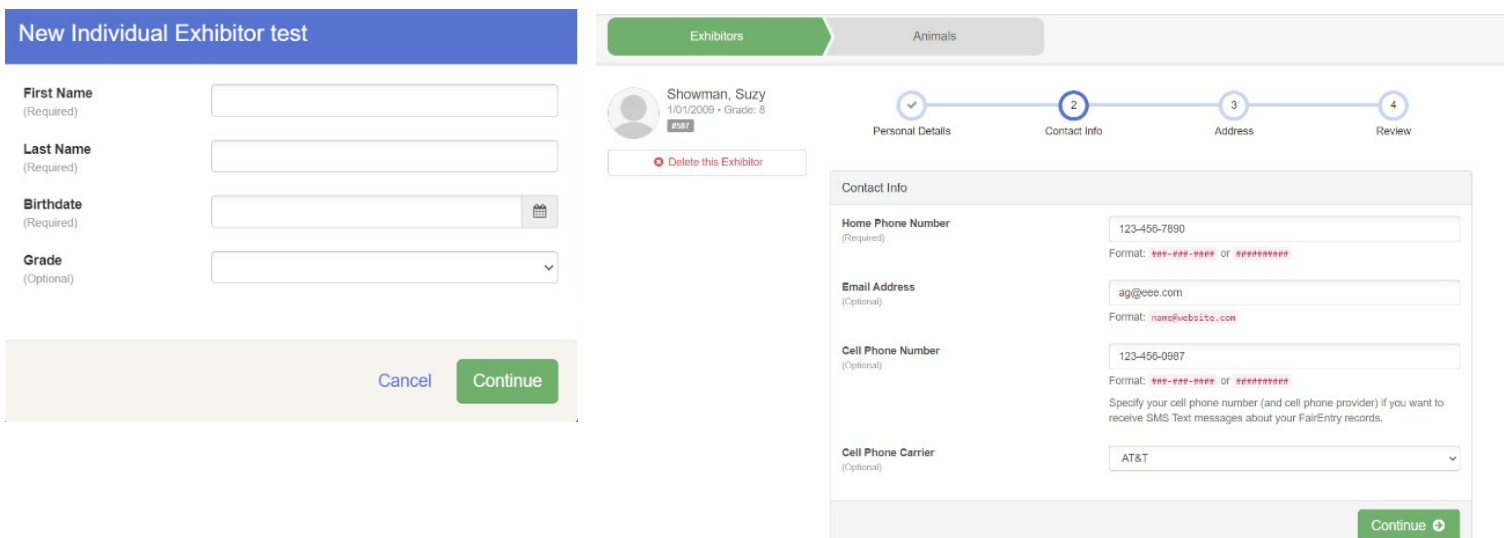 New Individual Exhibitor test
First Name
(Required)
Last Name
(Required)
Birthdate
(Required)
Grade
(Optional)
Cancel
Continue
Exhibitors
Animals
Showman, Suzy
1/01/2009 • Grade: 8
#587
Delete this Exhibitor
2
3
4
Personal Details
Contact Info
Address
Review
Contact Info
Home Phone Number
(Required)
123-456-7890
Format: ###-###-#### or ##########
Email Address
(Optional)
ag@eee.com
Format: name@website.com
Cell Phone Number
(Optional)
123-456-0987
Format: ###-###-#### or ##########
Specify your cell phone number (and cell phone provider) if you want to
receive SMS Text messages about your FairEntry records.
Cell Phone Carrier
(Optional)
AT&T
Continue